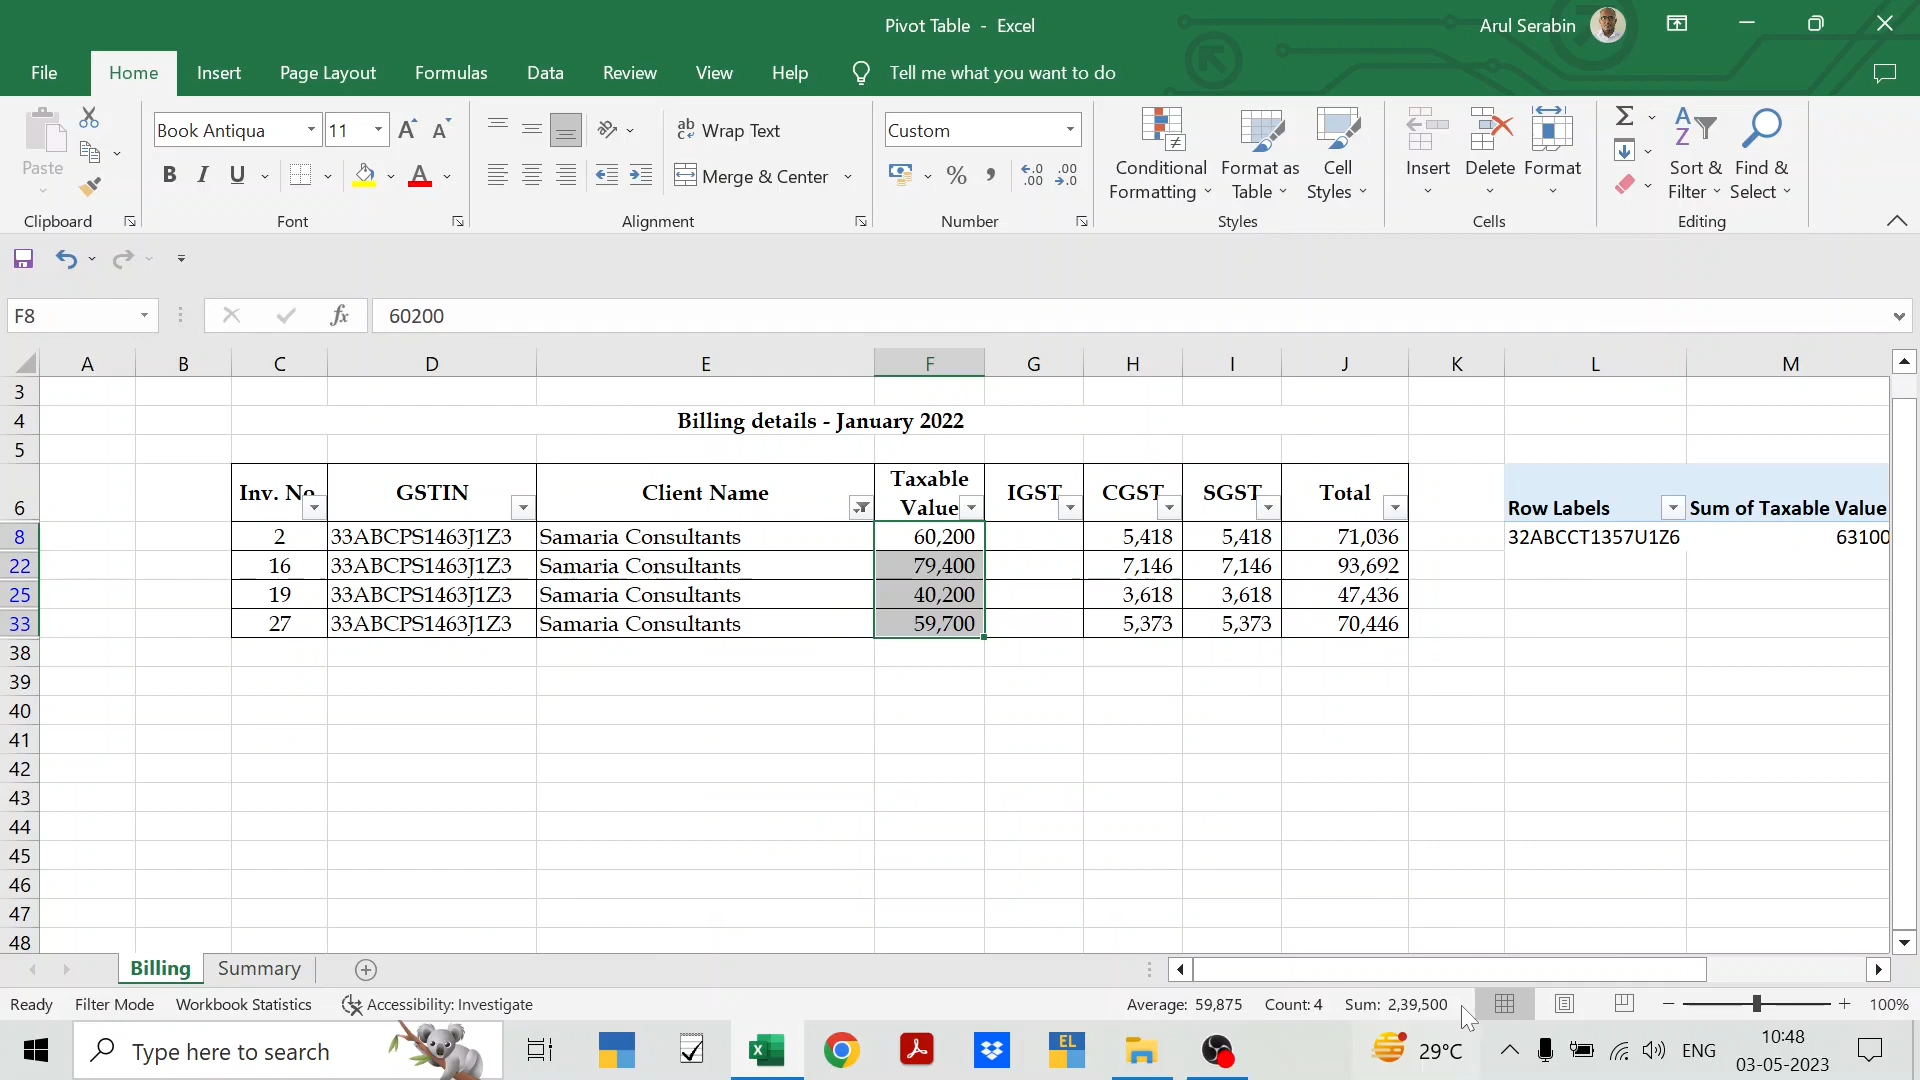 Pivot Table - Excel
Arul Serabin
File Home Insert Page Layout Formulas Data Review View Help Tell me what you want to do
Book Antiqua 11 Wrap Text Custom
Paste Conditional Formatting Format as Table Cell Styles Insert Delete Format Sort & Filter Find & Select
B I U A Merge & Center % ,
Clipboard Font Alignment Number Styles Cells Editing
F8 fx 60200
A B C D E F G H I J K L M
3
4 Billing details - January 2022
5
6 Inv. No GSTIN Client Name Taxable Value IGST CGST SGST Total Row Labels Sum of Taxable Value
8 2 33ABCPS1463J1Z3 Samaria Consultants 60,200 5,418 5,418 71,036 32ABCCT1357U1Z6 63100
22 16 33ABCPS1463J1Z3 Samaria Consultants 79,400 7,146 7,146 93,692
25 19 33ABCPS1463J1Z3 Samaria Consultants 40,200 3,618 3,618 47,436
33 27 33ABCPS1463J1Z3 Samaria Consultants 59,700 5,373 5,373 70,446
38
39
40
41
42
43
44
45
46
47
48
Billing Summary
Ready Filter Mode Workbook Statistics Accessibility: Investigate Average: 59,875 Count: 4 Sum: 2,39,500 100%
Type here to search EL 29°C ENG 10:48
03-05-2023